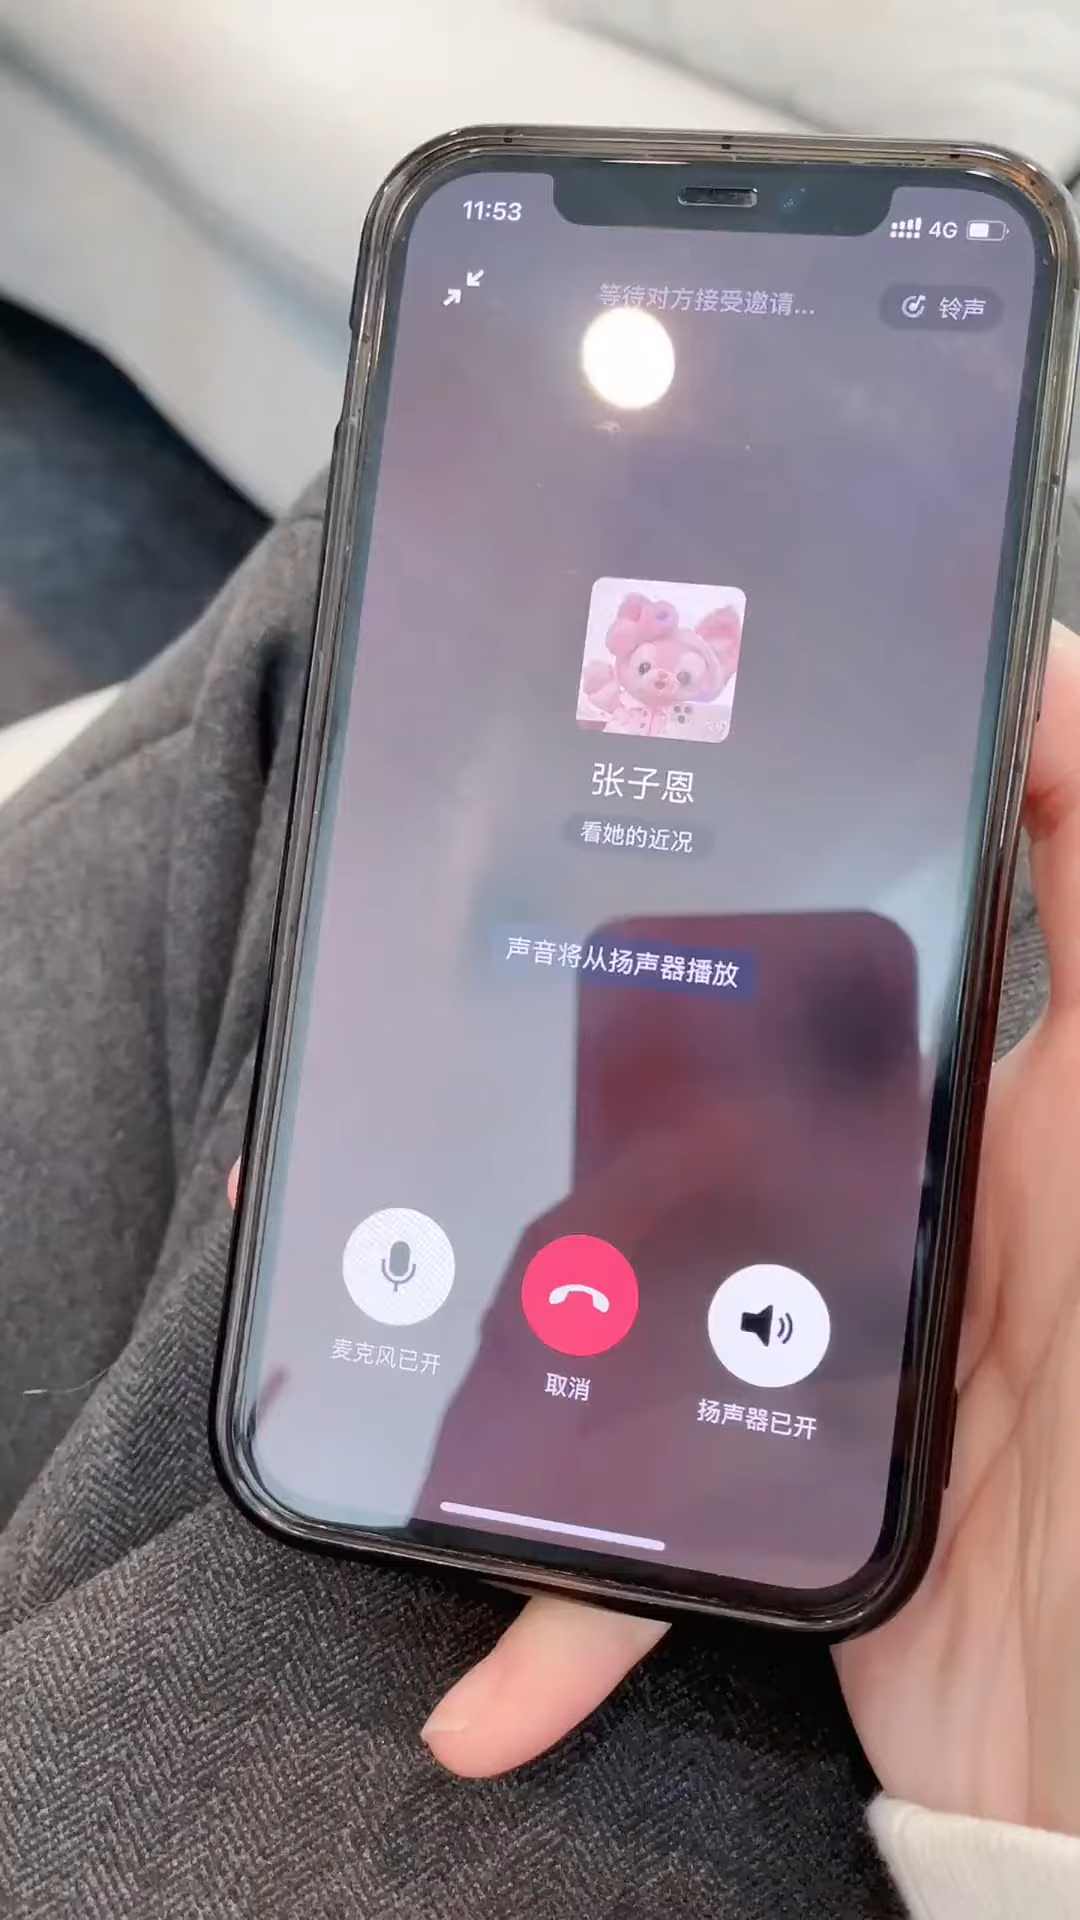 11:53
4G
等待对方接受邀请...
铃声
张子恩
看她的近况
声音将从扬声器播放
麦克风已开
取消
扬声器已开